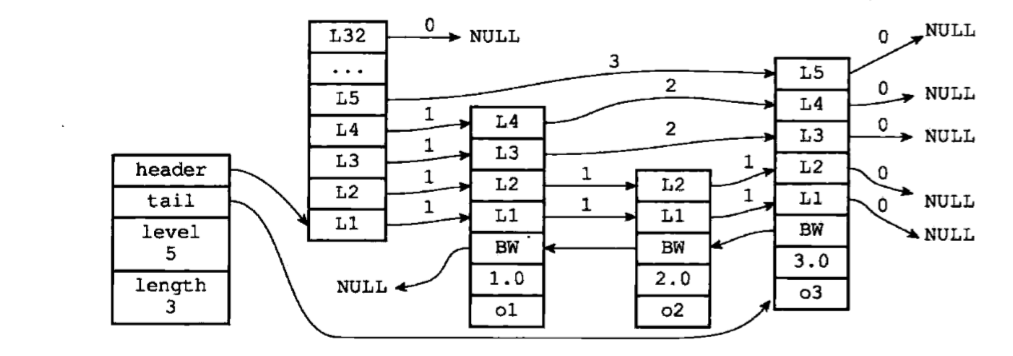 header
tail
level
5
length
3
L32
...
L5
L4
L3
L2
L1
0
NULL
3
1
1
1
1
L4
L3
L2
L1
BW
1.0
o1
NULL
2
2
1
1
L2
L1
BW
2.0
o2
1
1
L5
L4
L3
L2
L1
BW
3.0
o3
0
NULL
0
NULL
0
NULL
0
NULL
0
NULL